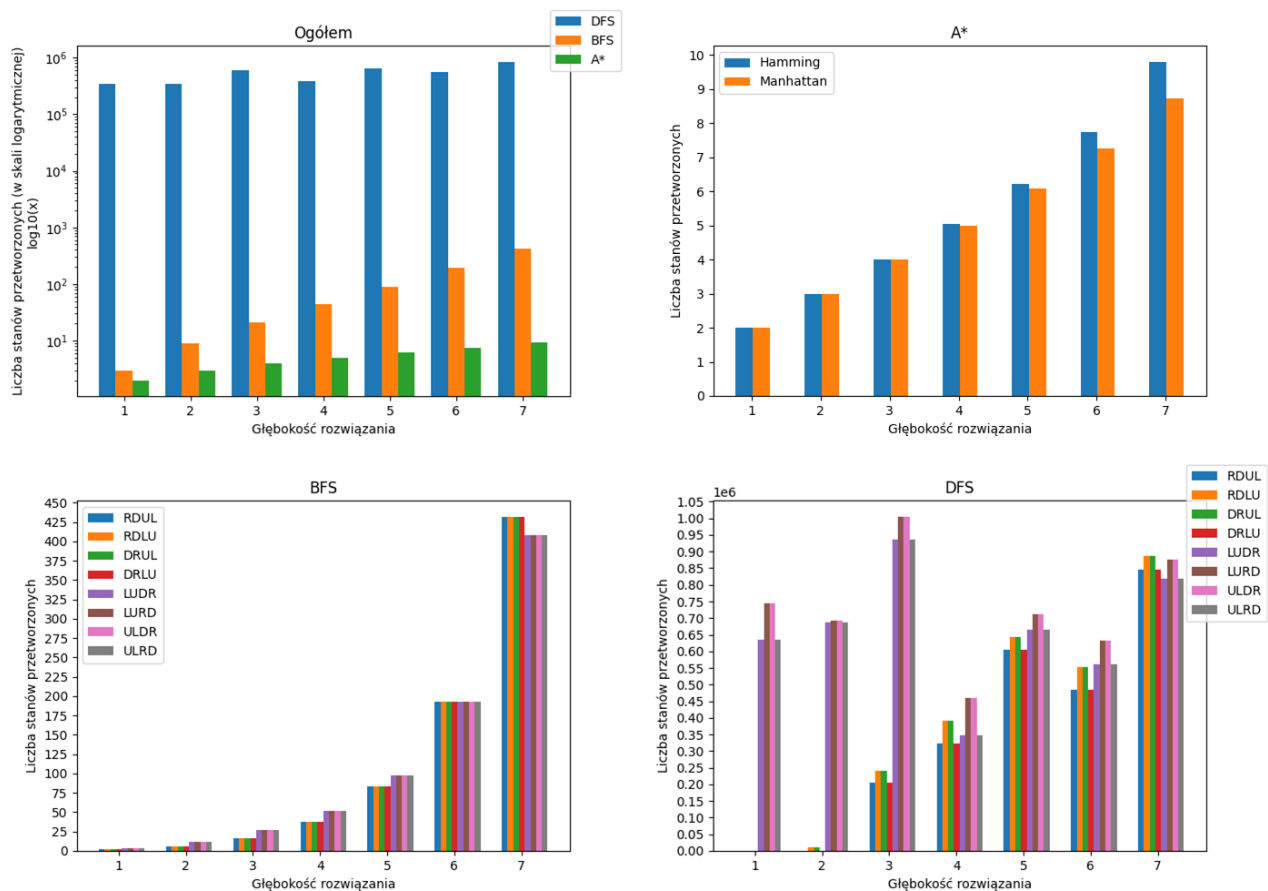 Ogółem
DFS
BFS
A*
Liczba stanów przetworzonych (w skali logarytmicznej)
log10(x)
10^6
10^5
10^4
10^3
10^2
10^1
1 2 3 4 5 6 7
Głębokość rozwiązania
A*
Hamming
Manhattan
Liczba stanów przetworzonych
10
9
8
7
6
5
4
3
2
1
0
1 2 3 4 5 6 7
Głębokość rozwiązania
BFS
RDUL
RDLU
DRUL
DRLU
LUDR
LURD
ULDR
ULRD
Liczba stanów przetworzonych
450
425
400
375
350
325
300
275
250
225
200
175
150
125
100
75
50
25
0
1 2 3 4 5 6 7
Głębokość rozwiązania
DFS
1e6
RDUL
RDLU
DRUL
DRLU
LUDR
LURD
ULDR
ULRD
Liczba stanów przetworzonych
1.05
1.00
0.95
0.90
0.85
0.80
0.75
0.70
0.65
0.60
0.55
0.50
0.45
0.40
0.35
0.30
0.25
0.20
0.15
0.10
0.05
0.00
1 2 3 4 5 6 7
Głębokość rozwiązania